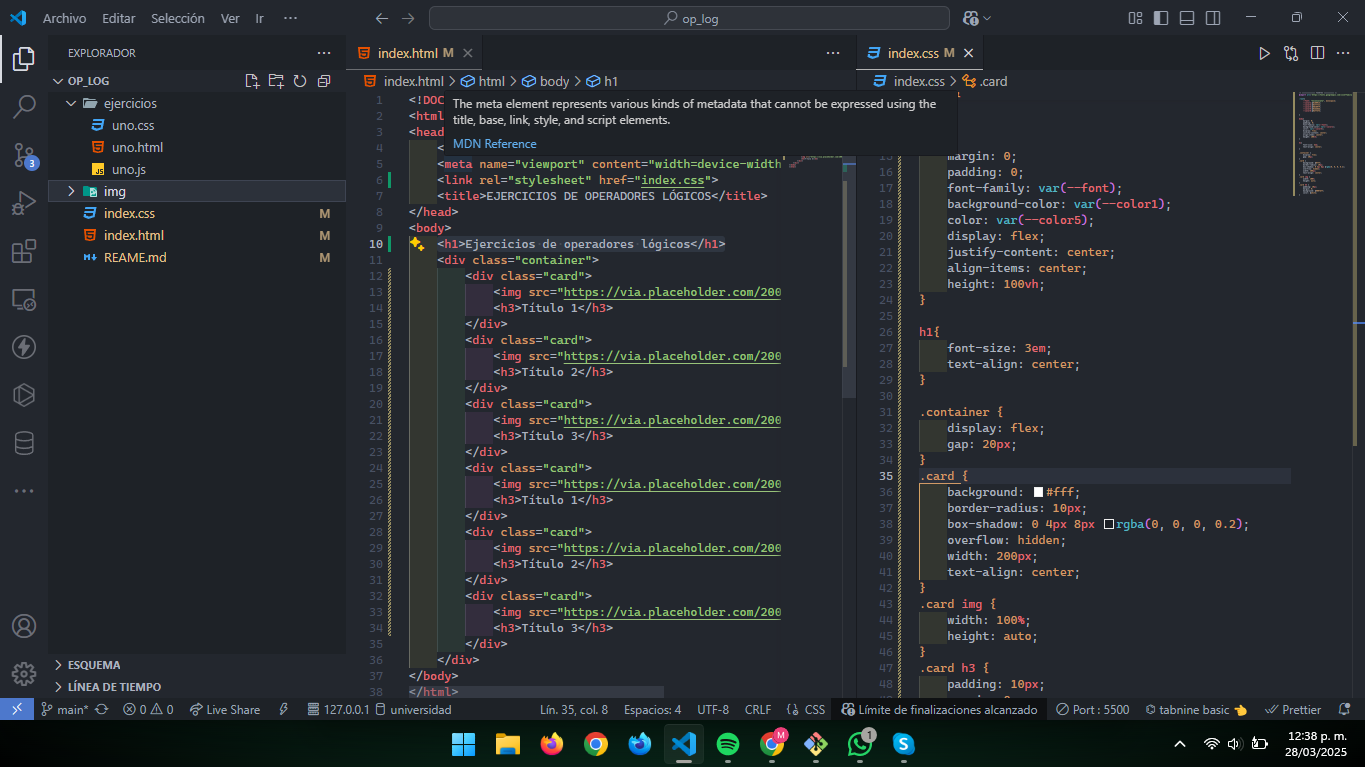 Archivo Editar Selección Ver Ir ···
op_log
EXPLORADOR
OP_LOG
ejercicios
uno.css
uno.html
uno.js
img
index.css M
index.html M
REAME.md M
ESQUEMA
LÍNEA DE TIEMPO
index.html M
index.html > html > body > h1
The meta element represents various kinds of metadata that cannot be expressed using the
title, base, link, style, and script elements.
MDN Reference
1 <!DOC
2 <html
3 <head
4 <
5 <meta name="viewport" content="width=device-width
6 <link rel="stylesheet" href="index.css">
7 <title>EJERCICIOS DE OPERADORES LÓGICOS</title>
8 </head>
9 <body>
10 <h1>Ejercicios de operadores lógicos</h1>
11 <div class="container">
12 <div class="card">
13 <img src="https://via.placeholder.com/200
14 <h3>Título 1</h3>
15 </div>
16 <div class="card">
17 <img src="https://via.placeholder.com/200
18 <h3>Título 2</h3>
19 </div>
20 <div class="card">
21 <img src="https://via.placeholder.com/200
22 <h3>Título 3</h3>
23 </div>
24 <div class="card">
25 <img src="https://via.placeholder.com/200
26 <h3>Título 1</h3>
27 </div>
28 <div class="card">
29 <img src="https://via.placeholder.com/200
30 <h3>Título 2</h3>
31 </div>
32 <div class="card">
33 <img src="https://via.placeholder.com/200
34 <h3>Título 3</h3>
35 </div>
36 </div>
37 </body>
38 </html>
index.css M
index.css > .card
15 margin: 0;
16 padding: 0;
17 font-family: var(--font);
18 background-color: var(--color1);
19 color: var(--color5);
20 display: flex;
21 justify-content: center;
22 align-items: center;
23 height: 100vh;
24 }
25
26 h1{
27 font-size: 3em;
28 text-align: center;
29 }
30
31 .container {
32 display: flex;
33 gap: 20px;
34 }
35 .card {
36 background: #fff;
37 border-radius: 10px;
38 box-shadow: 0 4px 8px rgba(0, 0, 0, 0.2);
39 overflow: hidden;
40 width: 200px;
41 text-align: center;
42 }
43 .card img {
44 width: 100%;
45 height: auto;
46 }
47 .card h3 {
48 padding: 10px;
3
main* 0 0 Live Share 127.0.0.1 universidad Lín. 35, col. 8 Espacios: 4 UTF-8 CRLF {} CSS Límite de finalizaciones alcanzado Port : 5500 tabnine basic Prettier
M 1
12:38 p. m.
28/03/2025